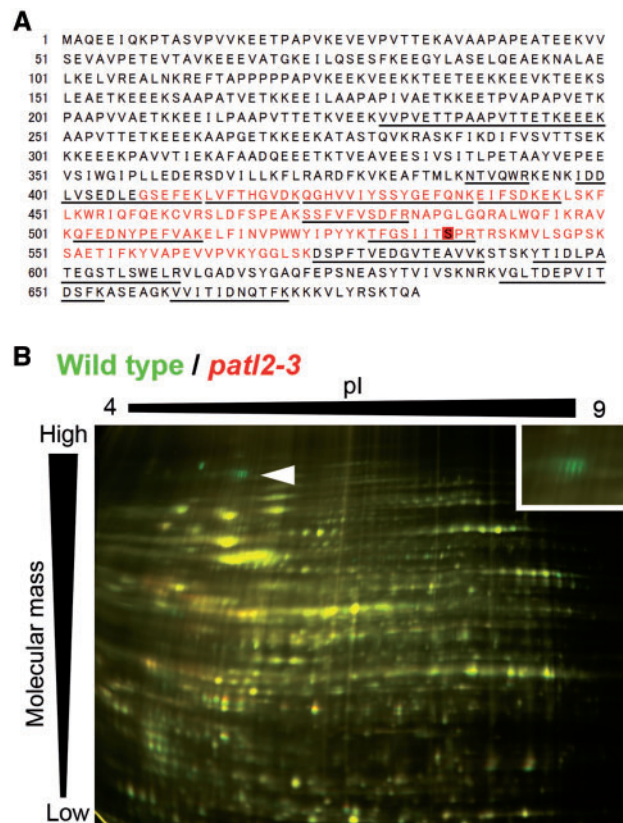 A
1 MAQEEIQKPTASVPVVKEETPAPVKEVEVPVTTEKAVAAPAPEATEEKVV
51 SEVAVPETEVTAVKEEEVATGKEILQSESFKEEGYLASELQEAEKNALAE
101 LKELVREALNKREFTAPPPPPAPVKEEKVEEKKTEETEEKKEEVKTEEKS
151 LEAETKEEEKSAAPATVETKKEEILAAPAPIVAETKKEETPVAPAPVETK
201 PAAPVVAETKKEEILPAAPVTTETKVEEKVVPVETTPAAPVTTETKEEEK
251 AAPVTTETKEEEKAAPGETKKEEKATASTQVKRASKFIKDIFVSVTTSEK
301 KKEEEKPAVVTIEKAFAADQEEETKTVEAVEESIVSITLPETAAYVEPEE
351 VSIWGIPLLEDERSDVILLKFLRARDFKVKEAFTMLKNTVQWRKENKIDD
401 LVSEDLEGSEFEKLVFTHGVDKQGHVVIYSSYGEFQNKEIFSDKEKLSKF
451 LKWRIQFQEKCVRSLDFSPEAKSSFVFVSDFRNAPGLGQRALWQFIKRAV
501 KQFEDNYPEFVAKELFINVPWWYIPYYKTFGSIITSPRTRSKMVLSGPSK
551 SAETIFKYVAPEVVPVKYGGLSKDSPFTVEDGVTEAVVKSTSKYTIDLPA
601 TEGSTLSWELRVLGADVSYGAQFEPSNEASYTVIVSKNRKVGLTDEPVIT
651 DSFKASEAGKVVITIDNQTFKKKKVLYRSKTQA
B
Wild type / patl2-3
pI
4 9
High
Molecular mass
Low